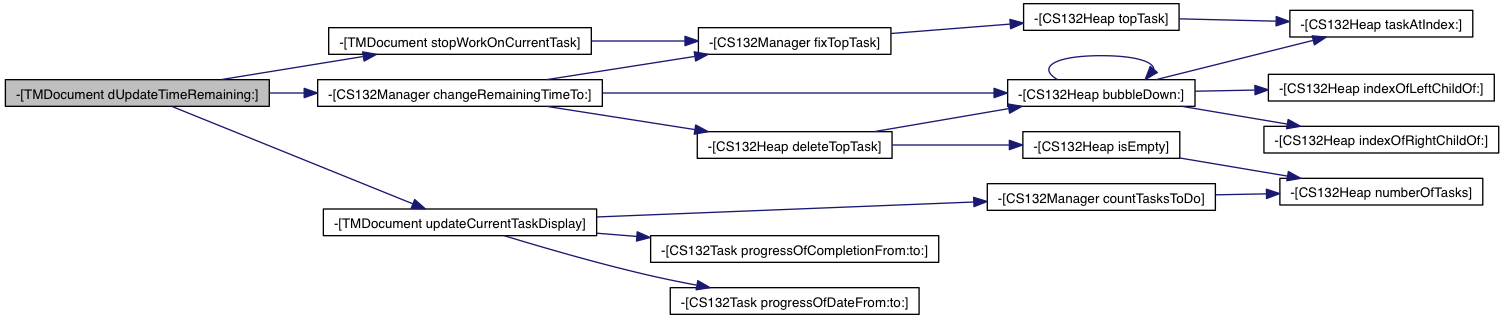 -[TMDocument dUpdateTimeRemaining:]
-[TMDocument stopWorkOnCurrentTask]
-[CS132Manager changeRemainingTimeTo:]
-[TMDocument updateCurrentTaskDisplay]
-[CS132Manager fixTopTask]
-[CS132Heap deleteTopTask]
-[CS132Task progressOfCompletionFrom:to:]
-[CS132Task progressOfDateFrom:to:]
-[CS132Heap topTask]
-[CS132Heap bubbleDown:]
-[CS132Heap isEmpty]
-[CS132Manager countTasksToDo]
-[CS132Heap taskAtIndex:]
-[CS132Heap indexOfLeftChildOf:]
-[CS132Heap indexOfRightChildOf:]
-[CS132Heap numberOfTasks]